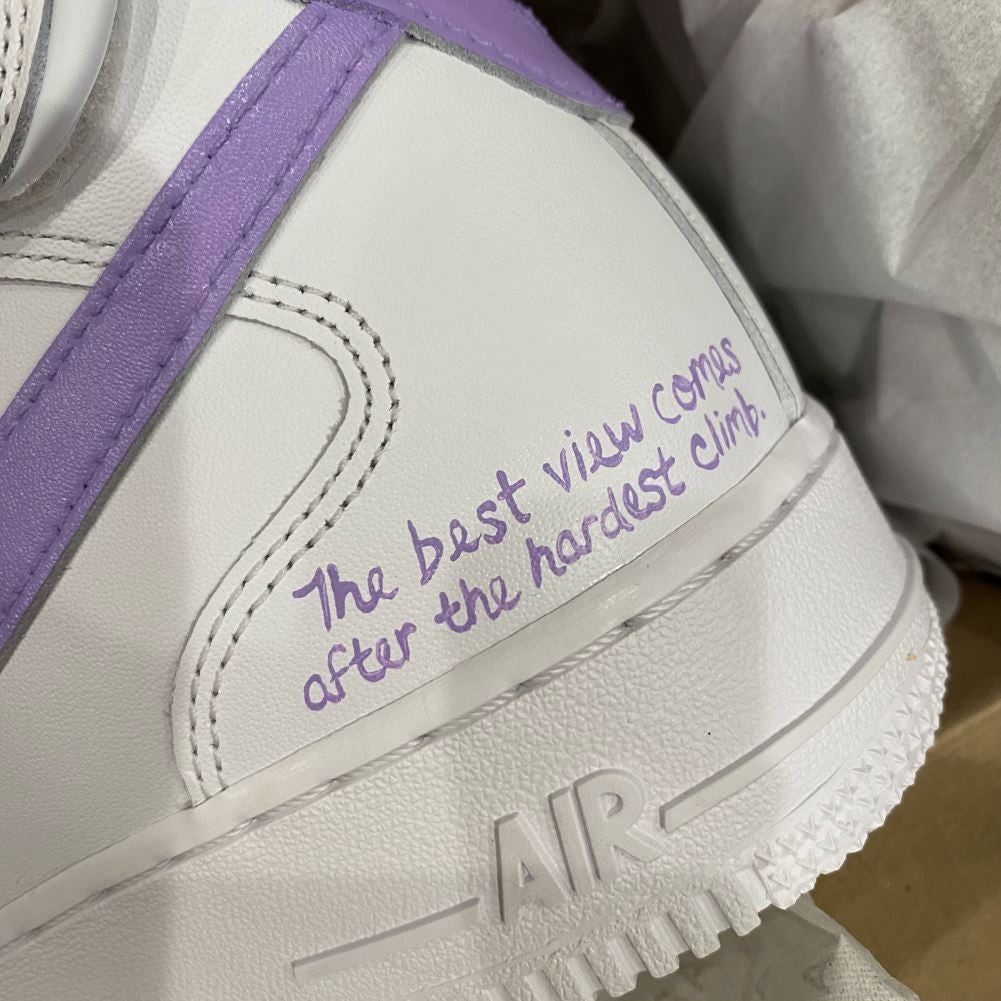 The best view comes
after the hardest climb.
AIR